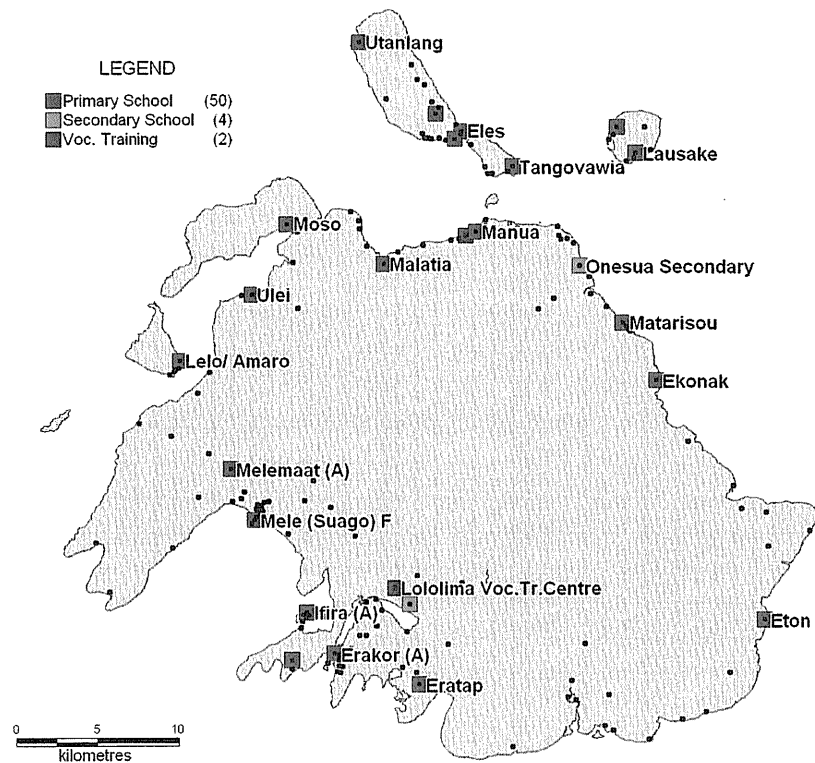 Utanlang
LEGEND
Primary School (50)
Secondary School (4)
Voc. Training (2)
Eles
Lausake
Tangovawia
Moso
Manua
Malatia
Onesua Secondary
Ulei
Matarisou
Lelo/ Amaro
Ekonak
Melemaat (A)
Mele (Suago) F
Lololima Voc.Tr.Centre
Ifira (A)
Eton
Erakor (A)
Eratap
0 5 10
kilometres